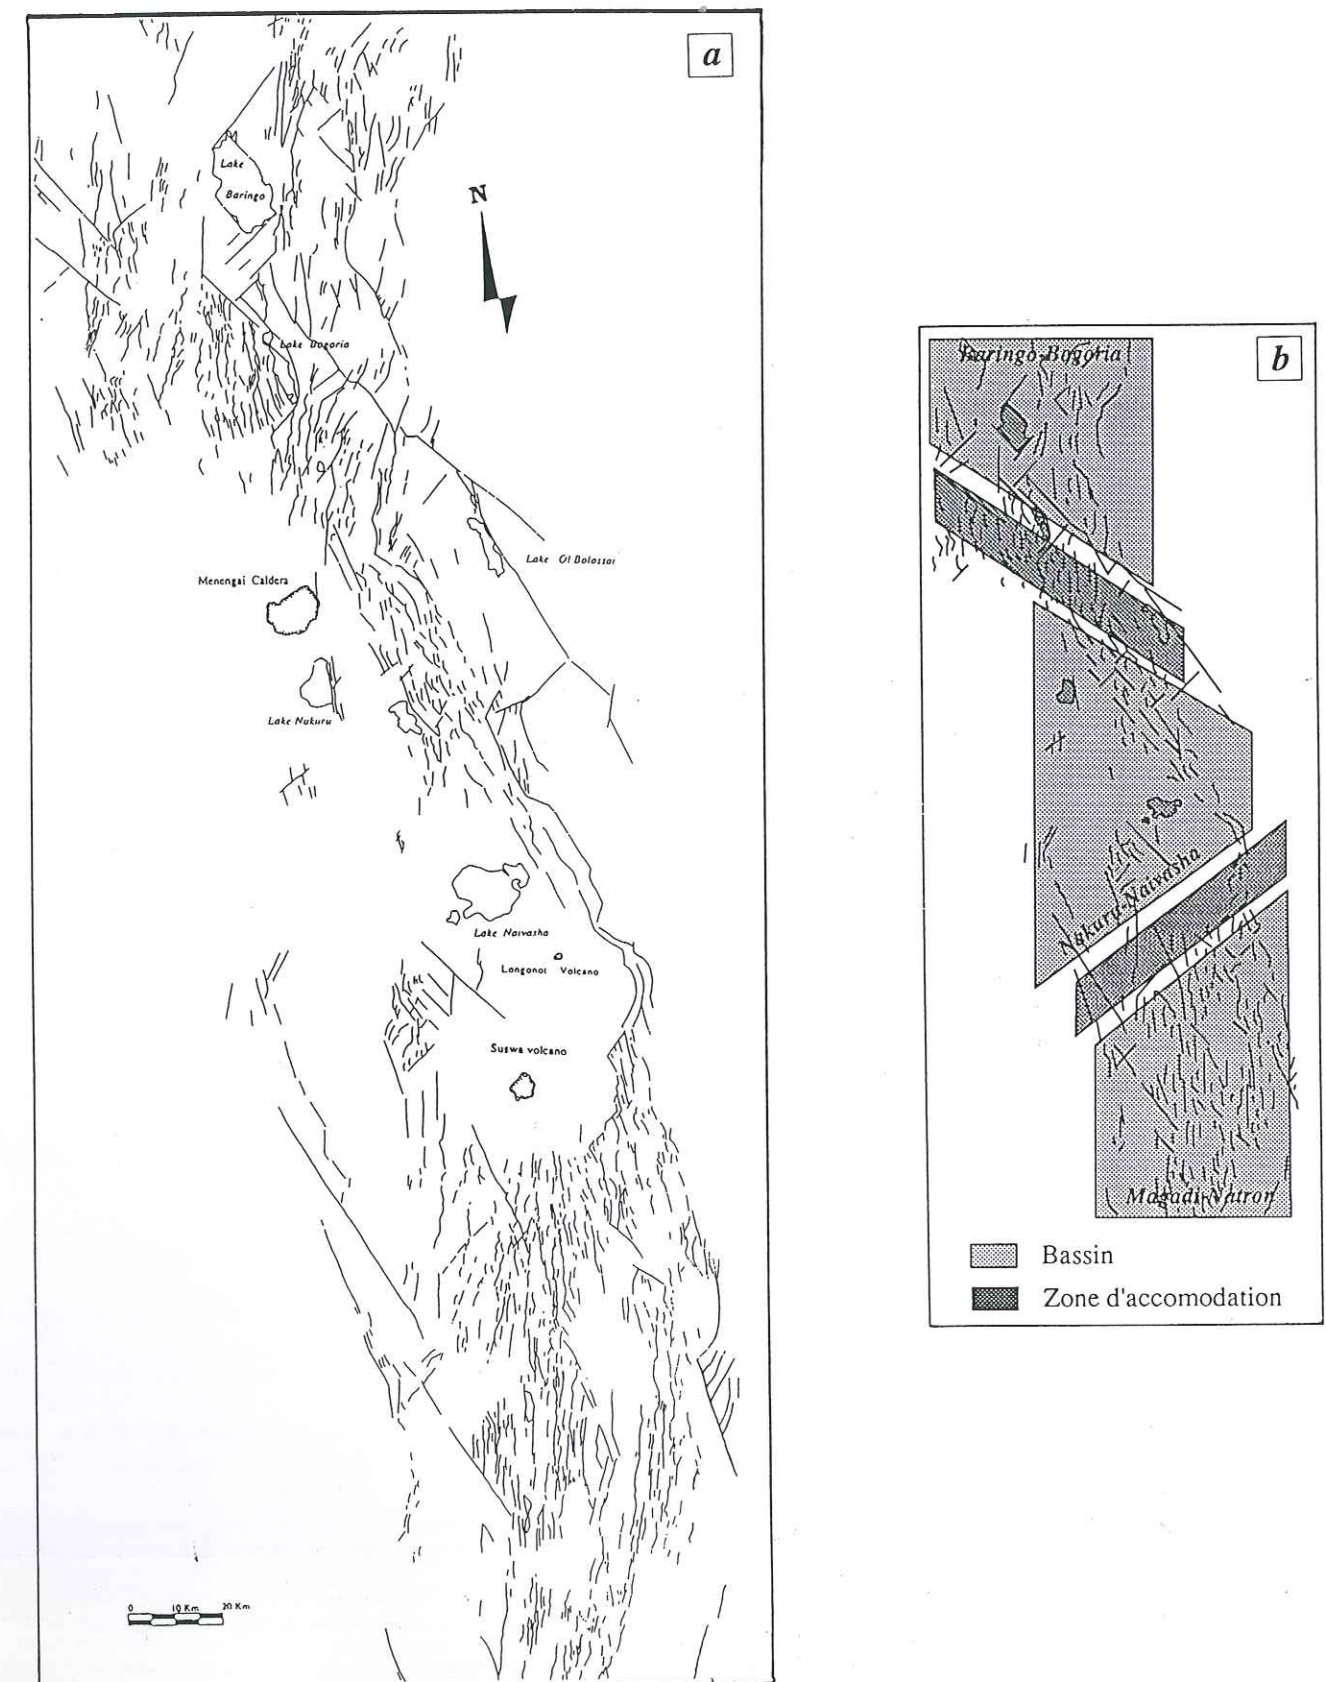 a
N
Lake
Baringo
Lake Bogoria
Lake Ol Bolossai
Menengai Caldera
Lake Nakuru
Lake Naivasha
Longonot Volcano
Suswa volcano
0 10 Km 20 Km
b
Baringo-Bogoria
Nakuru-Naivasha
Magadi-Natron
Bassin
Zone d'accomodation